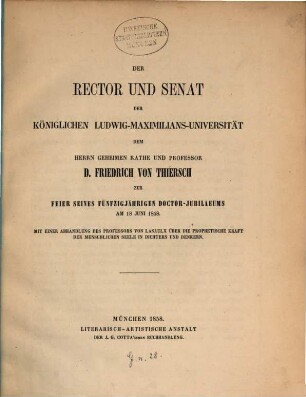 DER
RECTOR UND SENAT
DER
KÖNIGLICHEN LUDWIG-MAXIMILIANS-UNIVERSITÄT
DEM
HERRN GEHEIMEN RATHE UND PROFESSOR
D. FRIEDRICH VON THIERSCH
ZUR
FEIER SEINES FÜNFZIGJÄHRIGEN DOCTOR-JUBILAEUMS
AM 18 JUNI 1858.
MIT EINER ABHANDLUNG DES PROFESSORS VON LASAULX ÜBER DIE PROPHETISCHE KRAFT
DER MENSCHLICHEN SEELE IN DICHTERN UND DENKERN.
MÜNCHEN 1858.
LITERARISCH-ARTISTISCHE ANSTALT
DER J. G. COTTA'SCHEN BUCHHANDLUNG.